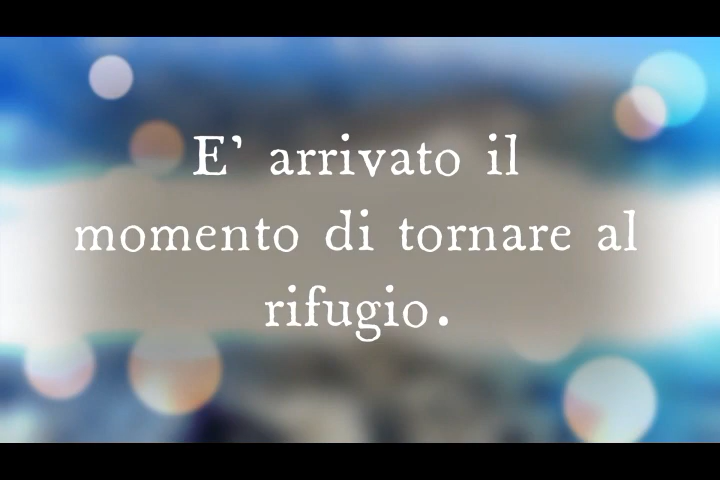 E' arrivato il
momento di tornare al
rifugio.